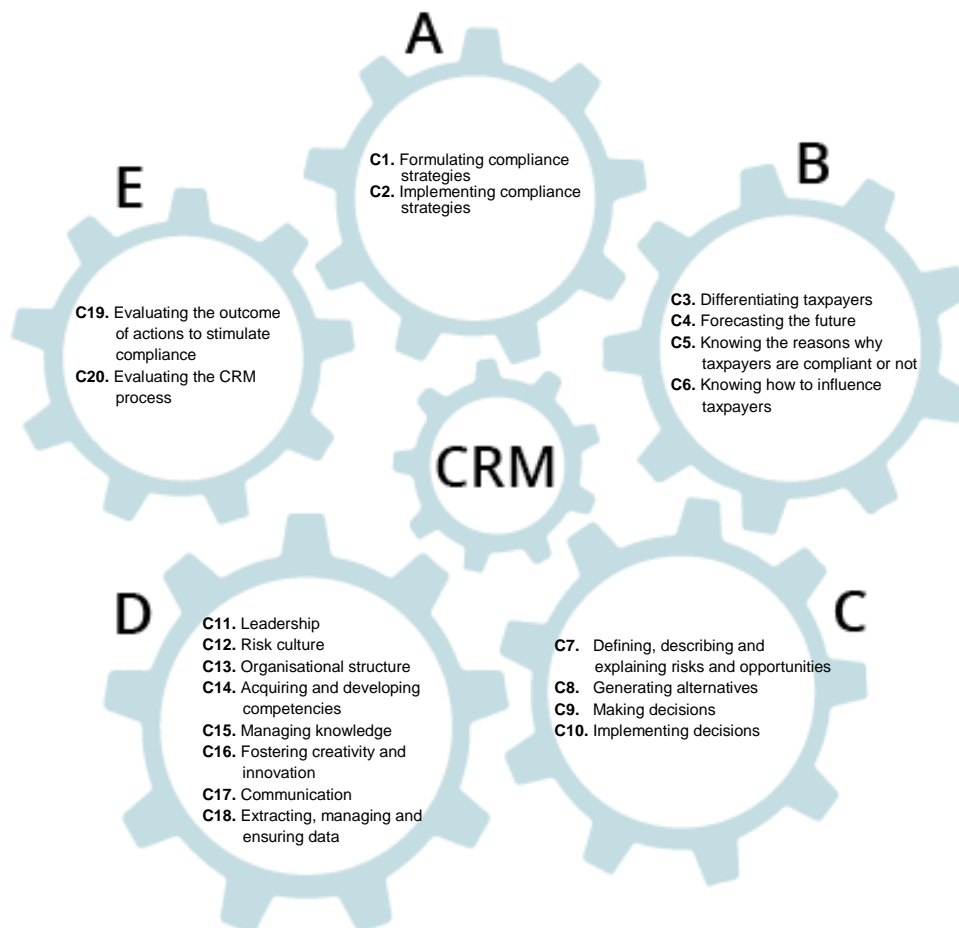 A
C1. Formulating compliance
strategies
C2. Implementing compliance
strategies
B
C3. Differentiating taxpayers
C4. Forecasting the future
C5. Knowing the reasons why
taxpayers are compliant or not
C6. Knowing how to influence
taxpayers
E
C19. Evaluating the outcome
of actions to stimulate
compliance
C20. Evaluating the CRM
process
CRM
D
C11. Leadership
C12. Risk culture
C13. Organisational structure
C14. Acquiring and developing
competencies
C15. Managing knowledge
C16. Fostering creativity and
innovation
C17. Communication
C18. Extracting, managing and
ensuring data
C
C7. Defining, describing and
explaining risks and opportunities
C8. Generating alternatives
C9. Making decisions
C10. Implementing decisions